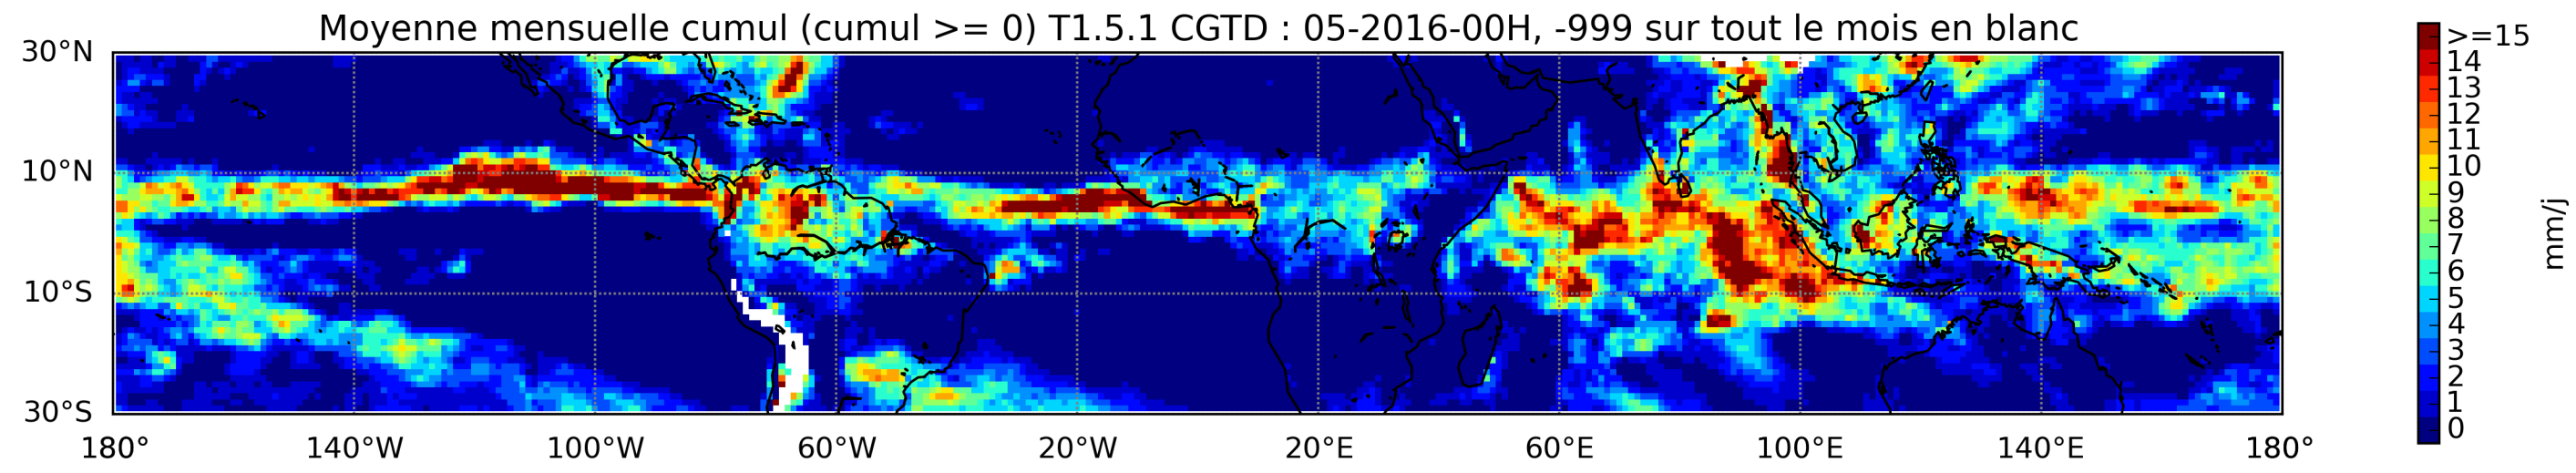 Moyenne mensuelle cumul (cumul >= 0) T1.5.1 CGTD : 05-2016-00H, -999 sur tout le mois en blanc
30°N
10°N
10°S
30°S
180° 140°W 100°W 60°W 20°W 20°E 60°E 100°E 140°E 180°
>=15
14
13
12
11
10
9
8
7
6
5
4
3
2
1
0
mm/j